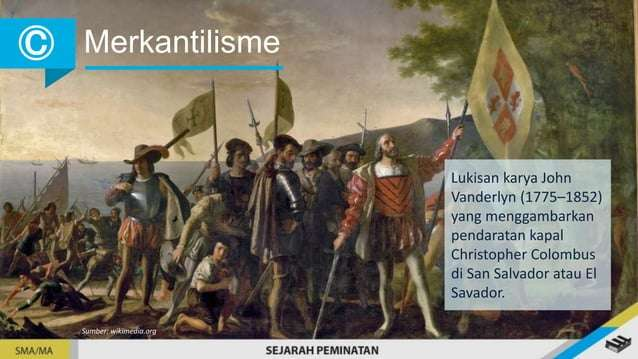 ©
Merkantilisme
Lukisan karya John
Vanderlyn (1775–1852)
yang menggambarkan
pendaratan kapal
Christopher Colombus
di San Salvador atau El
Savador.
Sumber: wikimedia.org
SMA/MA
SEJARAH PEMINATAN